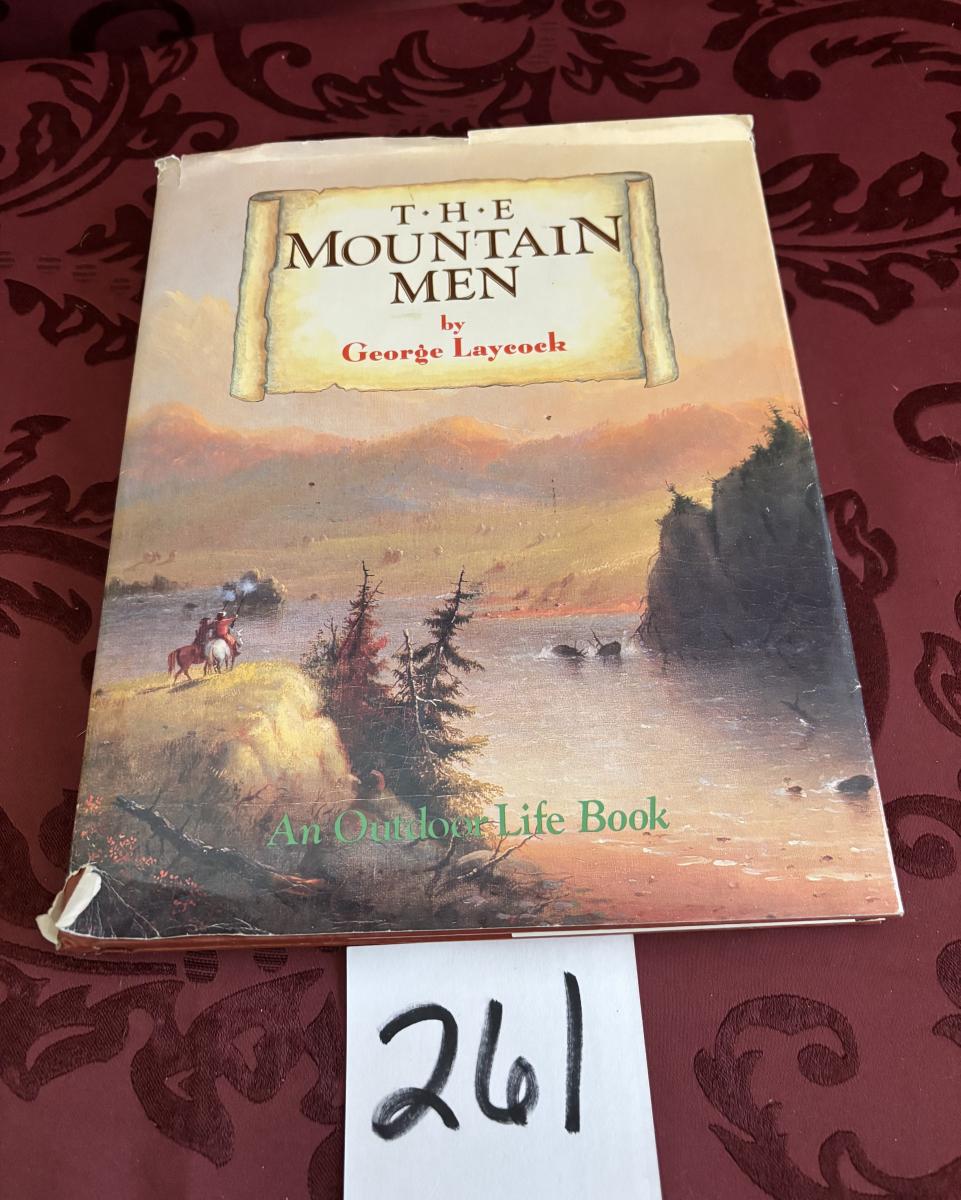 T·H·E
MOUNTAIN
MEN
by
George Laycock
An Outdoor Life Book
261